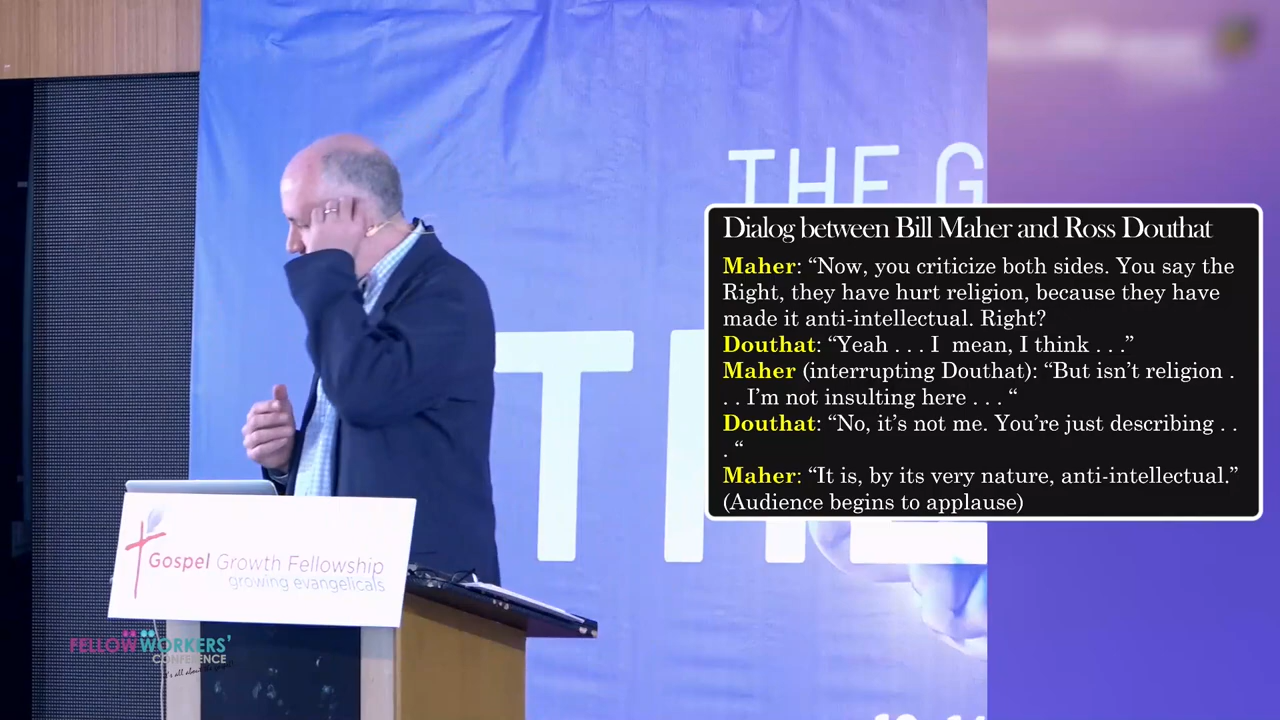 THE G
TH
Dialog between Bill Maher and Ross Douthat
Maher: “Now, you criticize both sides. You say the
Right, they have hurt religion, because they have
made it anti-intellectual. Right?
Douthat: “Yeah . . . I  mean, I think . . .”
Maher (interrupting Douthat): “But isn’t religion .
. . I’m not insulting here . . . “
Douthat: “No, it’s not me. You’re just describing . .
. “
Maher: “It is, by its very nature, anti-intellectual.”
(Audience begins to applause)
Gospel Growth Fellowship
growing evangelicals
FELLOWWORKERS’
CONFERENCE